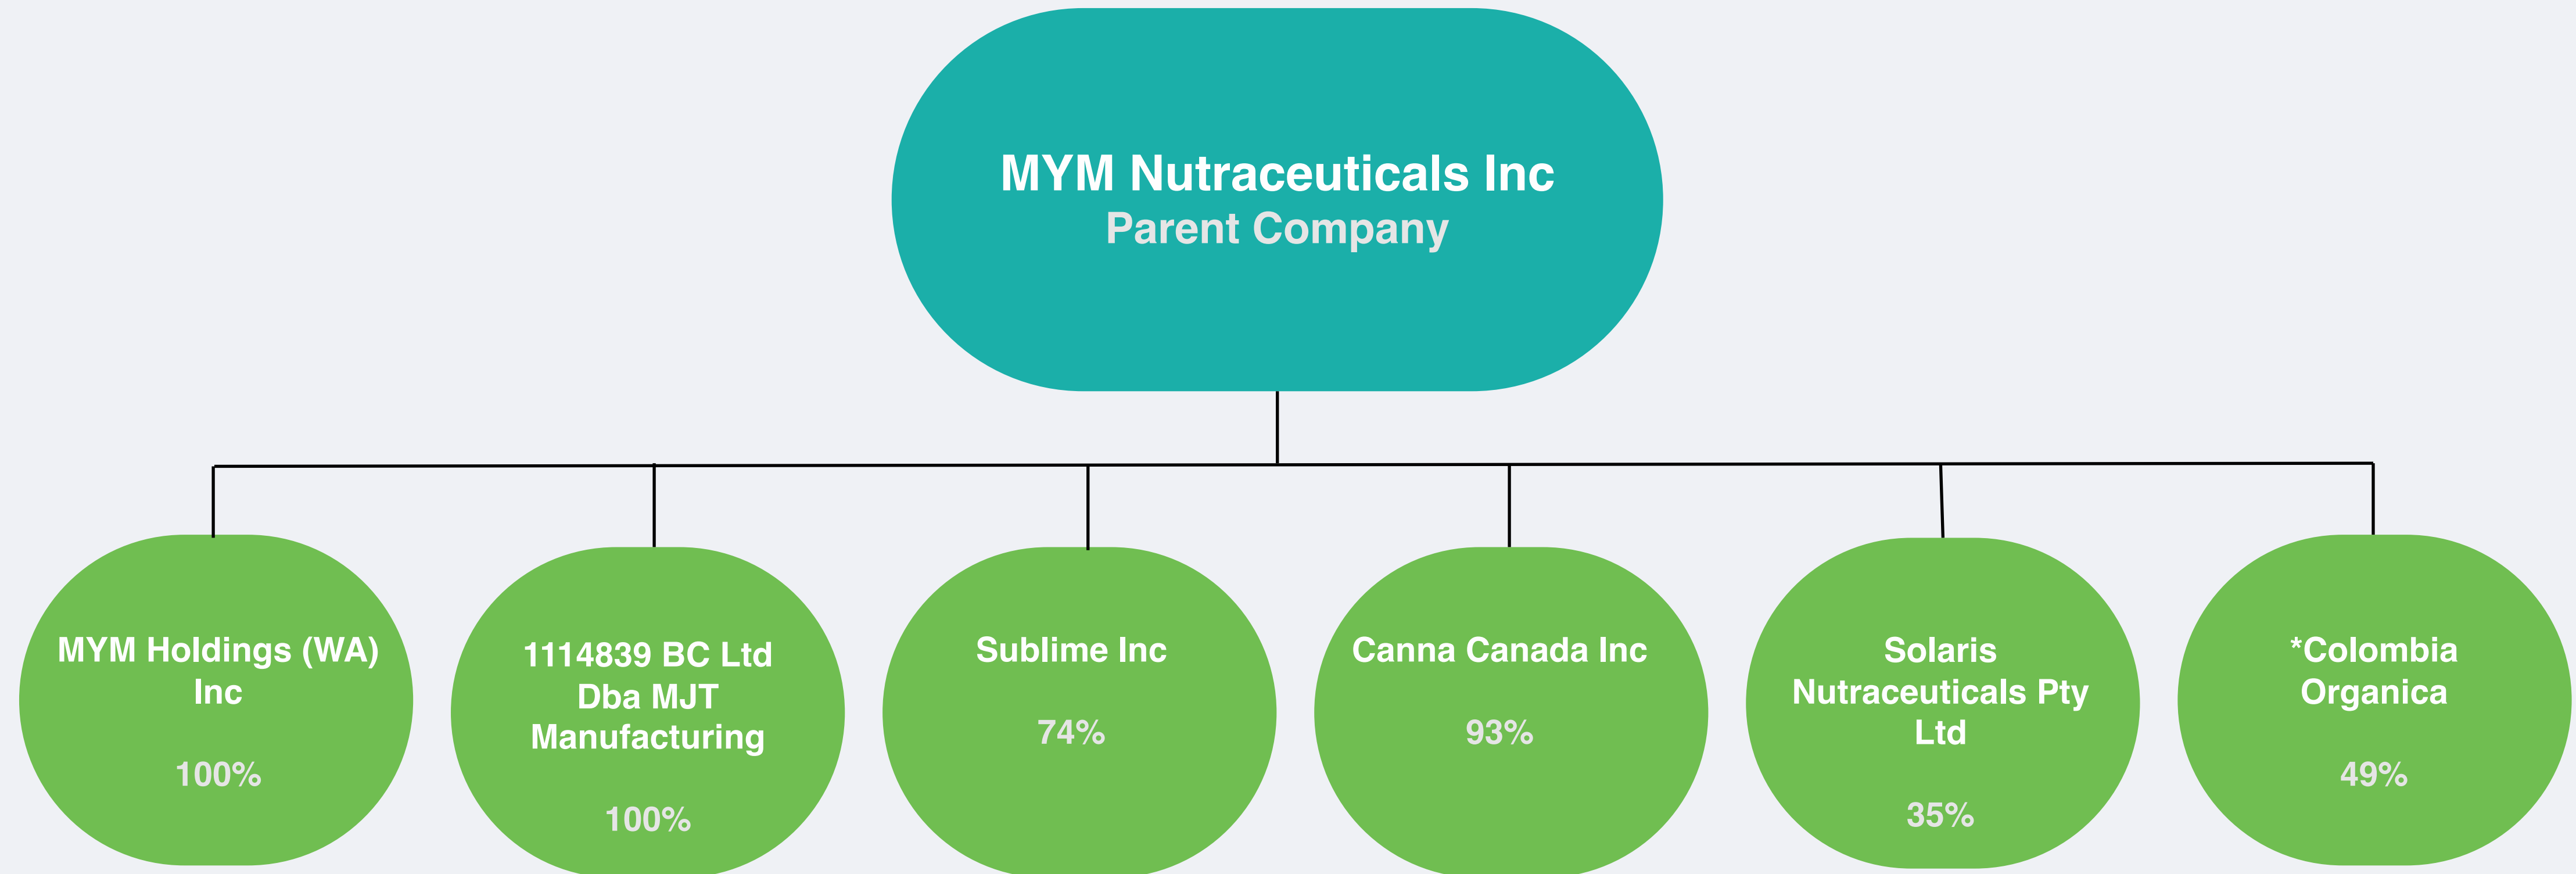 MYM Nutraceuticals Inc
Parent Company
MYM Holdings (WA)
Inc
100%
1114839 BC Ltd
Dba MJT
Manufacturing
100%
Sublime Inc
74%
Canna Canada Inc
93%
Solaris
Nutraceuticals Pty
Ltd
35%
*Colombia
Organica
49%